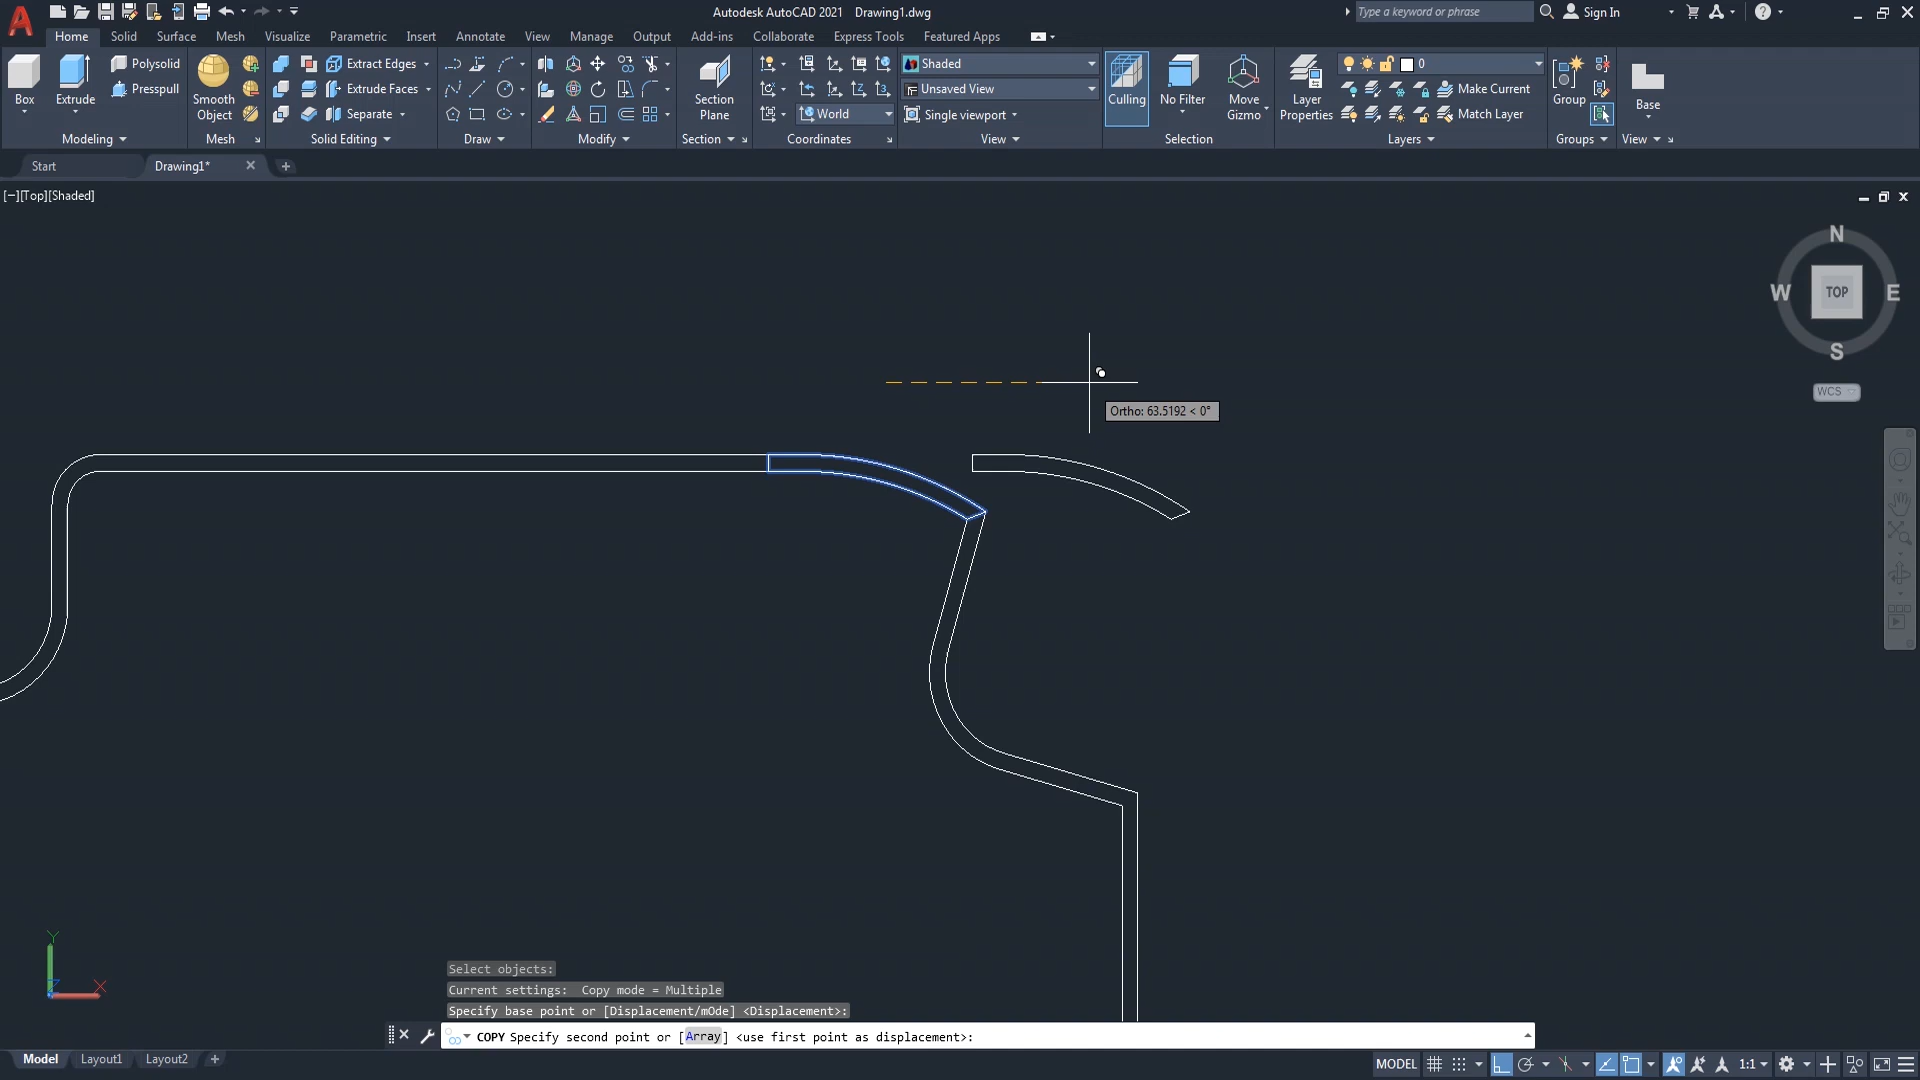 Autodesk AutoCAD 2021 Drawing1.dwg
Type a keyword or phrase
Sign In
Home Solid Surface Mesh Visualize Parametric Insert Annotate View Manage Output Add-ins Collaborate Express Tools Featured Apps
Box
Extrude
Polysolid
Presspull
Modeling
Smooth
Object
Mesh
Extract Edges
Extrude Faces
Separate
Solid Editing
Draw
Modify
Section
Plane
Section
World
Coordinates
Shaded
Unsaved View
Single viewport
View
Culling
No Filter
Move
Gizmo
Selection
Layer
Properties
0
Make Current
Match Layer
Layers
Group
Groups
Base
View
Start
Drawing1*
[−][Top][Shaded]
N
W
TOP
E
S
WCS
Ortho: 63.5192 < 0°
Y
Z
X
Select objects:
Current settings:  Copy mode = Multiple
Specify base point or [Displacement/mOde] <Displacement>:
COPY Specify second point or [Array] <use first point as displacement>:
Model Layout1 Layout2 +
MODEL
1:1